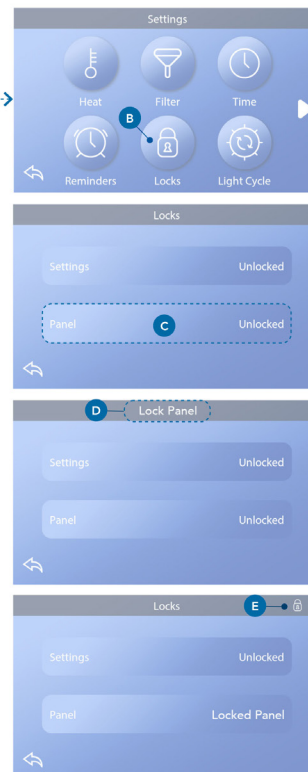 Settings
Heat Filter Time
B
Reminders Locks Light Cycle
Locks
Settings Unlocked
Panel C Unlocked
D Lock Panel
Settings Unlocked
Panel Unlocked
Locks E
Settings Unlocked
Panel Locked Panel